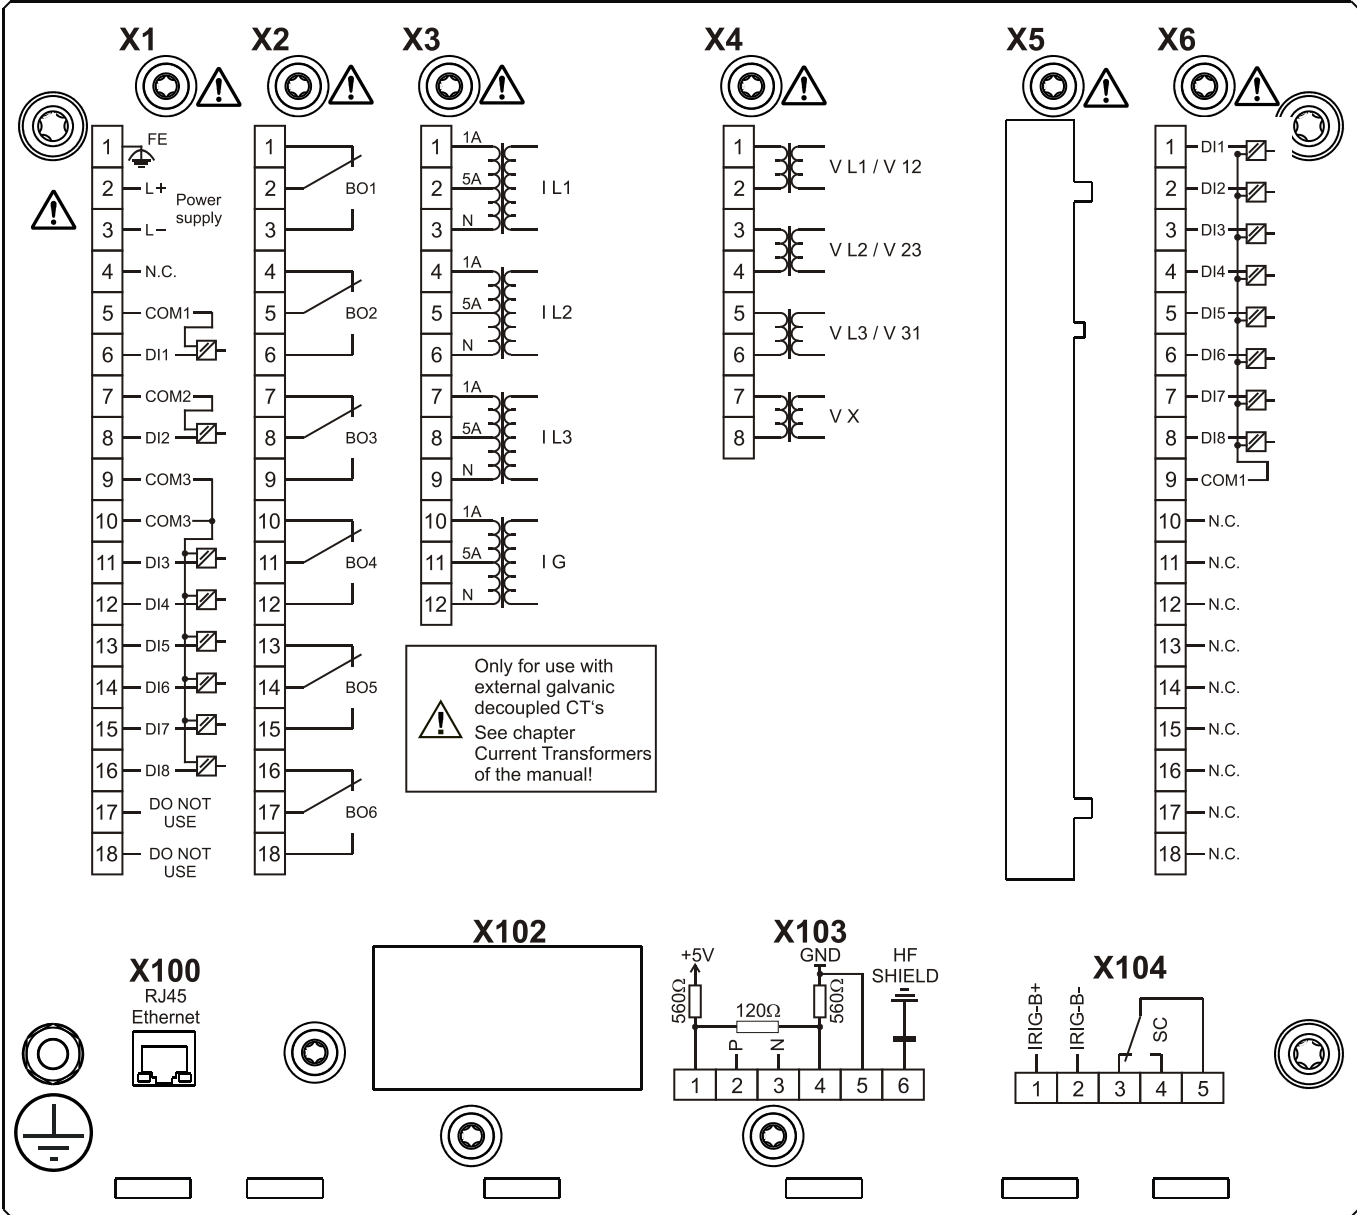 X1
X2
X3
X4
X5
X6
1 FE
2 L+
Power
supply
3 L−
4 N.C.
5 COM1
6 DI1
7 COM2
8 DI2
9 COM3
10 COM3
11 DI3
12 DI4
13 DI5
14 DI6
15 DI7
16 DI8
17 DO NOT
USE
18 DO NOT
USE
1
2 BO1
3
4
5 BO2
6
7
8 BO3
9
10
11 BO4
12
13
14 BO5
15
16
17 BO6
18
1 1A
2 5A I L1
3 N
4 1A
5 5A I L2
6 N
7 1A
8 5A I L3
9 N
10 1A
11 5A I G
12 N
Only for use with
external galvanic
decoupled CT‘s
See chapter
Current Transformers
of the manual!
1
V L1 / V 12
2
3
V L2 / V 23
4
5
V L3 / V 31
6
7
V X
8
1 DI1
2 DI2
3 DI3
4 DI4
5 DI5
6 DI6
7 DI7
8 DI8
9 COM1
10 N.C.
11 N.C.
12 N.C.
13 N.C.
14 N.C.
15 N.C.
16 N.C.
17 N.C.
18 N.C.
X100
RJ45
Ethernet
X102
X103
+5V
GND
HF
SHIELD
560Ω
120Ω
560Ω
P
N
1 2 3 4 5 6
X104
IRIG-B+
IRIG-B-
SC
1 2 3 4 5